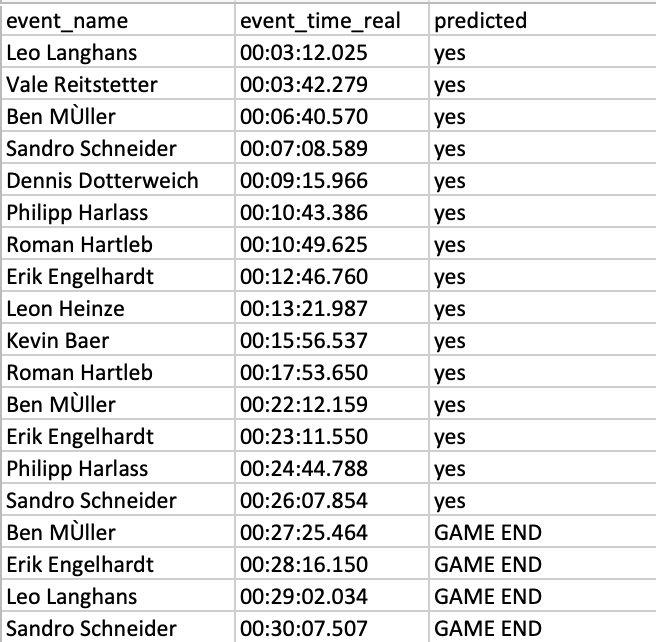 event_name event_time_real predicted
Leo Langhans 00:03:12.025 yes
Vale Reitstetter 00:03:42.279 yes
Ben MÙller 00:06:40.570 yes
Sandro Schneider 00:07:08.589 yes
Dennis Dotterweich 00:09:15.966 yes
Philipp Harlass 00:10:43.386 yes
Roman Hartleb 00:10:49.625 yes
Erik Engelhardt 00:12:46.760 yes
Leon Heinze 00:13:21.987 yes
Kevin Baer 00:15:56.537 yes
Roman Hartleb 00:17:53.650 yes
Ben MÙller 00:22:12.159 yes
Erik Engelhardt 00:23:11.550 yes
Philipp Harlass 00:24:44.788 yes
Sandro Schneider 00:26:07.854 yes
Ben MÙller 00:27:25.464 GAME END
Erik Engelhardt 00:28:16.150 GAME END
Leo Langhans 00:29:02.034 GAME END
Sandro Schneider 00:30:07.507 GAME END